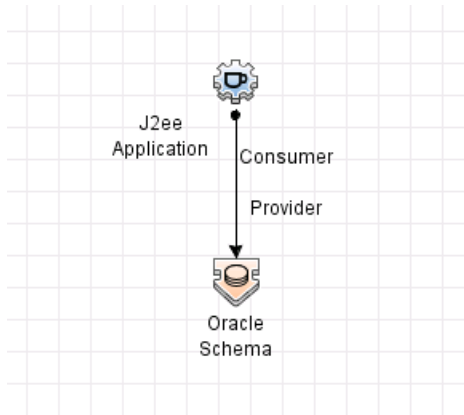 J2ee
Application
Consumer
Provider
Oracle
Schema